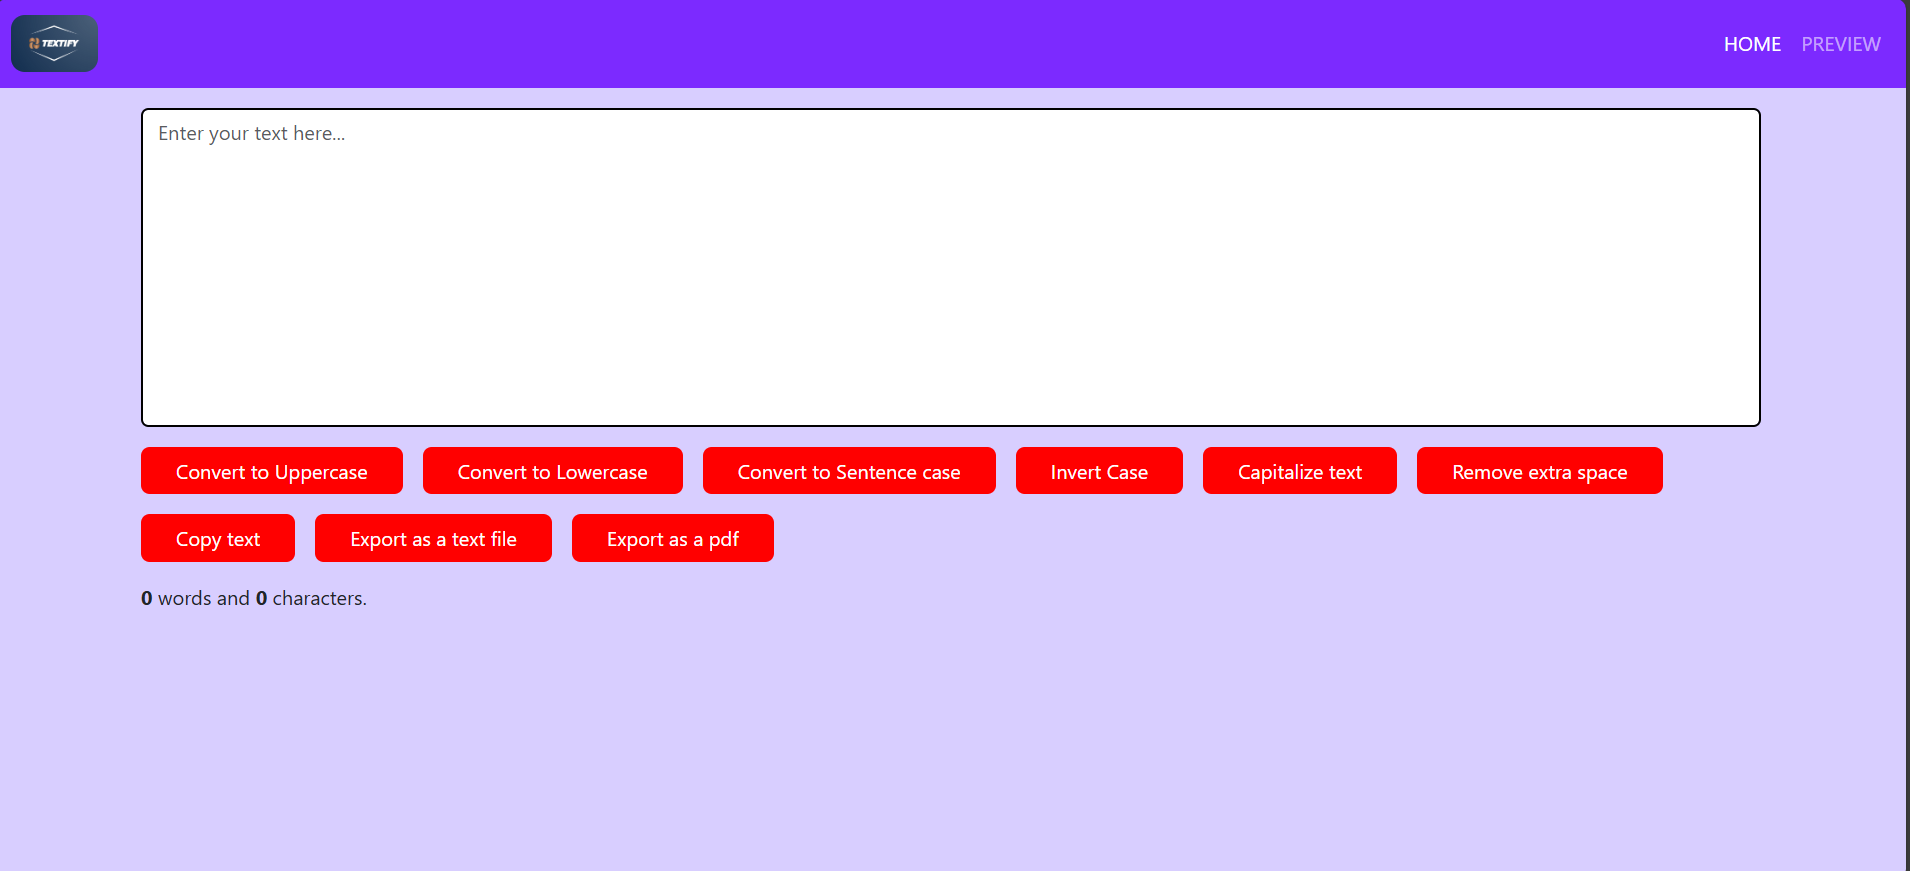 TEXTIFY
HOME PREVIEW
Enter your text here...
Convert to Uppercase Convert to Lowercase Convert to Sentence case Invert Case Capitalize text Remove extra space
Copy text Export as a text file Export as a pdf
0 words and 0 characters.